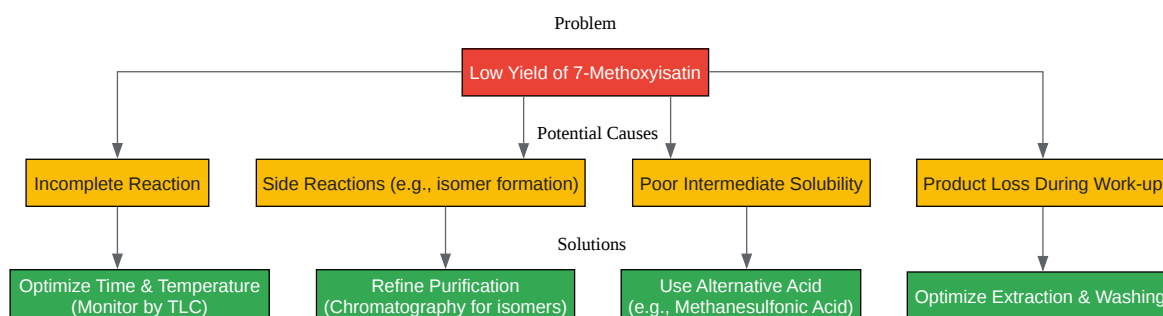 Problem
Low Yield of 7-Methoxyisatin
Potential Causes
Incomplete Reaction
Side Reactions (e.g., isomer formation)
Poor Intermediate Solubility
Product Loss During Work-up
Solutions
Optimize Time & Temperature
(Monitor by TLC)
Refine Purification
(Chromatography for isomers)
Use Alternative Acid
(e.g., Methanesulfonic Acid)
Optimize Extraction & Washing